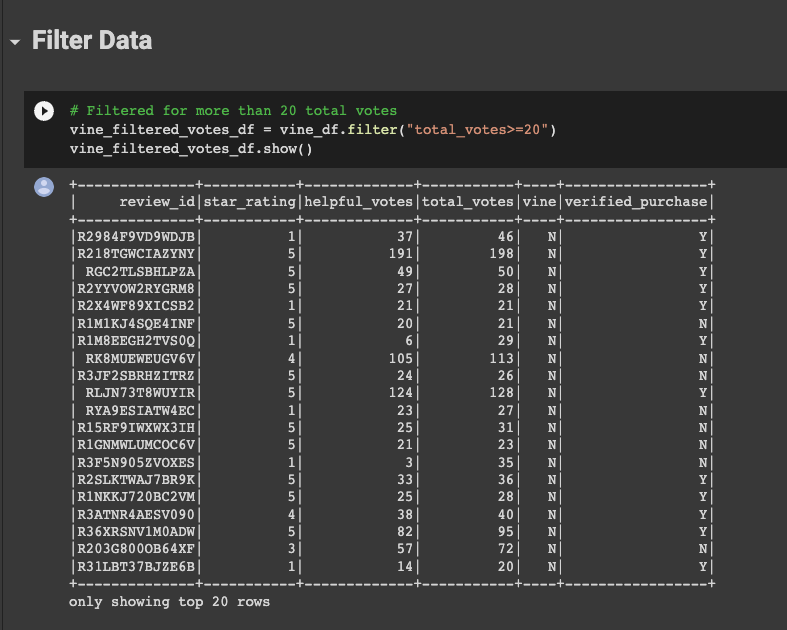 Filter Data
# Filtered for more than 20 total votes
vine_filtered_votes_df = vine_df.filter("total_votes>=20")
vine_filtered_votes_df.show()
+--------------+-----------+-------------+-----------+----+-----------------+
|     review_id|star_rating|helpful_votes|total_votes|vine|verified_purchase|
+--------------+-----------+-------------+-----------+----+-----------------+
|R2984F9VD9WDJB|          1|           37|         46|   N|                Y|
|R218TGWCIAZYNY|          5|          191|        198|   N|                Y|
| RGC2TLSBHLPZA|          5|           49|         50|   N|                Y|
|R2YYVOW2RYGRM8|          5|           27|         28|   N|                Y|
|R2X4WF89XICSB2|          1|           21|         21|   N|                Y|
|R1M1KJ4SQE4INF|          5|           20|         21|   N|                N|
|R1M8EEGH2TVS0Q|          1|            6|         29|   N|                Y|
| RK8MUEWEUGV6V|          4|          105|        113|   N|                N|
|R3JF2SBRHZITRZ|          5|           24|         26|   N|                N|
| RLJN73T8WUYIR|          5|          124|        128|   N|                Y|
| RYA9ESIATW4EC|          1|           23|         27|   N|                N|
|R15RF9IWXWX3IH|          5|           25|         31|   N|                N|
|R1GNMWLUMCOC6V|          5|           21|         23|   N|                N|
|R3F5N905ZVOXES|          1|            3|         35|   N|                N|
|R2SLKTWAJ7BR9K|          5|           33|         36|   N|                Y|
|R1NKKJ720BC2VM|          5|           25|         28|   N|                Y|
|R3ATNR4AESV090|          4|           38|         40|   N|                Y|
|R36XRSNV1M0ADW|          5|           82|         95|   N|                Y|
|R203G800OB64XF|          3|           57|         72|   N|                N|
|R31LBT37BJZE6B|          1|           14|         20|   N|                Y|
+--------------+-----------+-------------+-----------+----+-----------------+
only showing top 20 rows